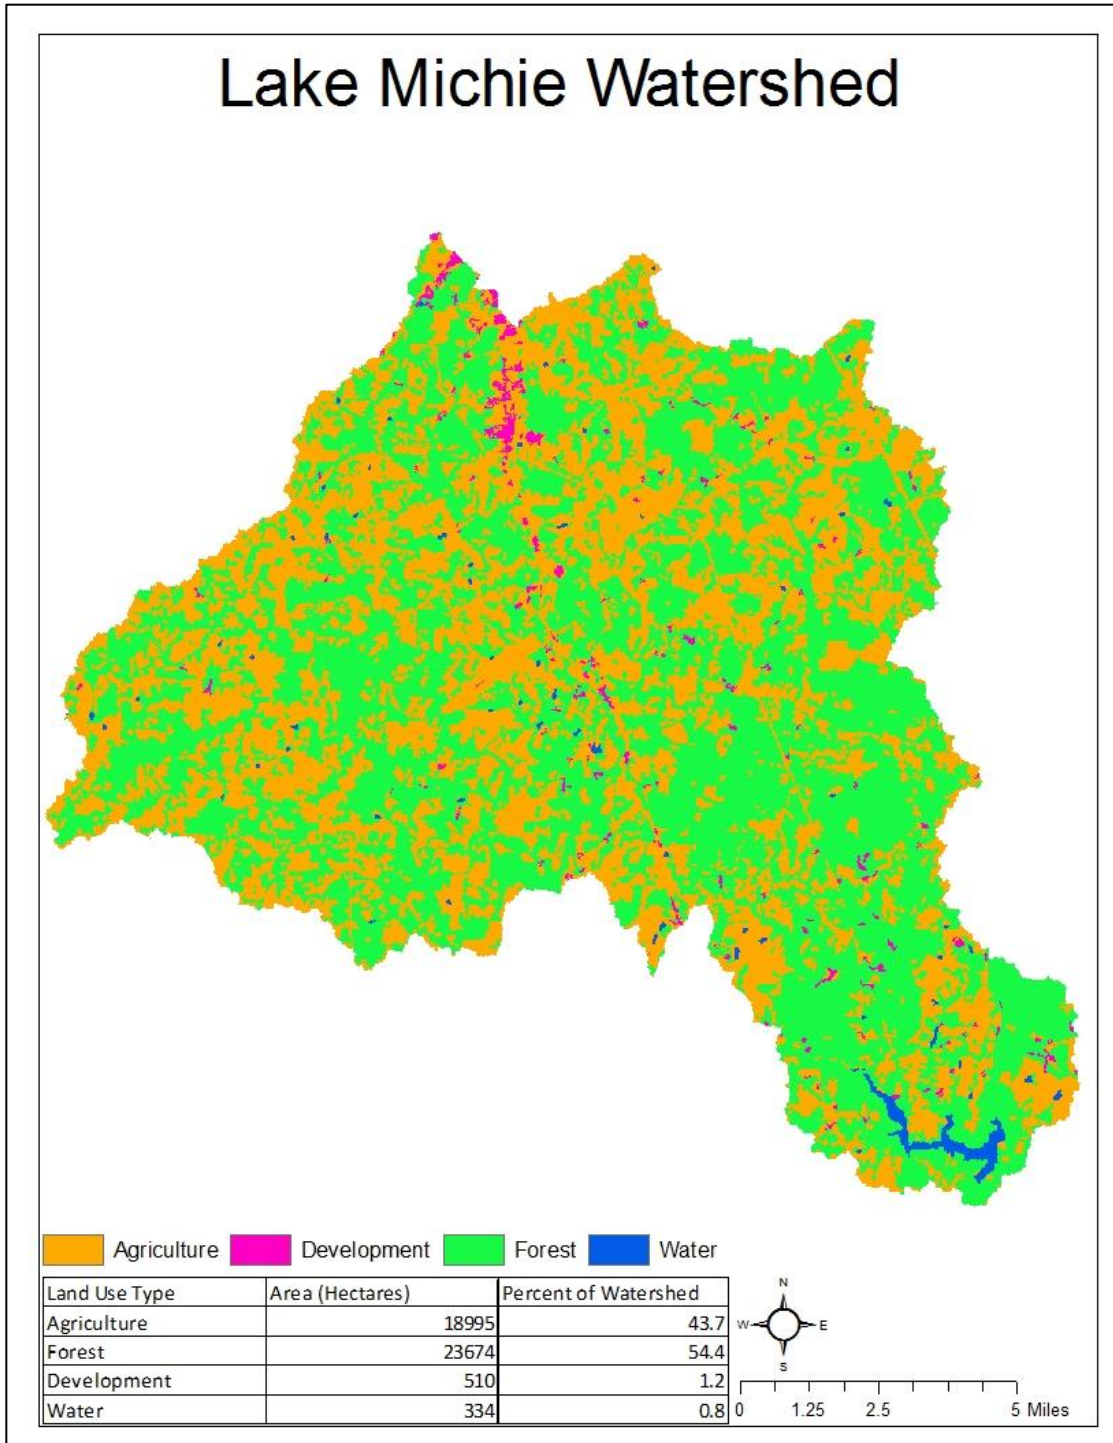 Lake Michie Watershed
Agriculture Development Forest Water
Land Use Type Area (Hectares) Percent of Watershed
Agriculture 18995 43.7
Forest 23674 54.4
Development 510 1.2
Water 334 0.8
N
W E
S
0 1.25 2.5 5 Miles